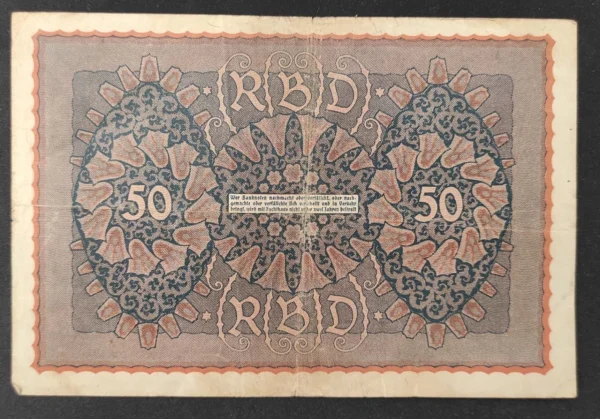 RBD
50
Wer Banknoten nachmacht oder verfälscht, oder nach-
gemachte oder verfälschte sich verschafft und in Verkehr
bringt, wird mit Zuchthaus nicht unter zwei Jahren bestraft
50
RBD